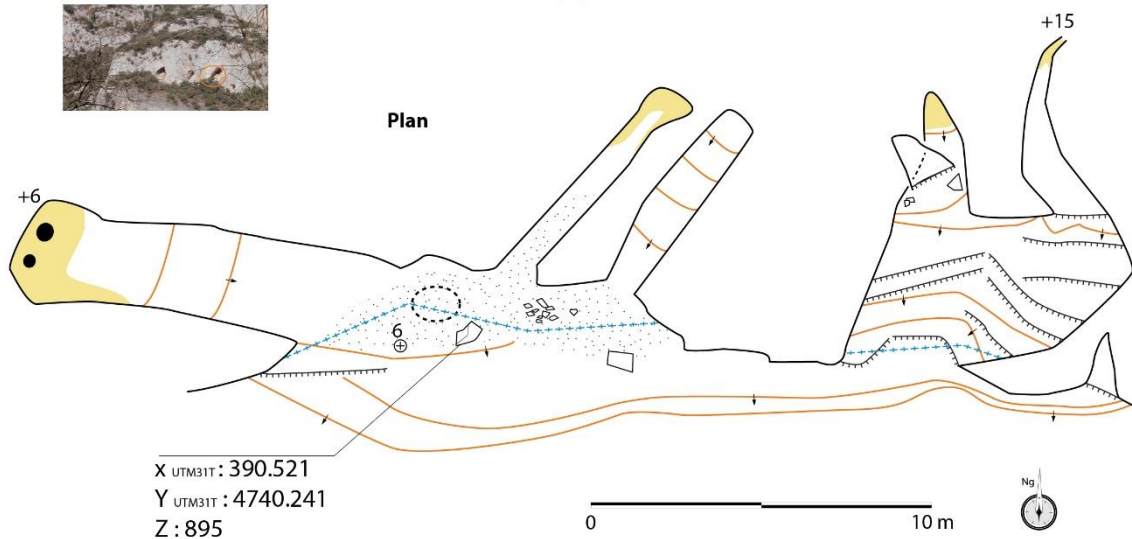 +15
Plan
+6
6
X UTM31T : 390.521
Y UTM31T : 4740.241
Z : 895
0 10 m
Ng